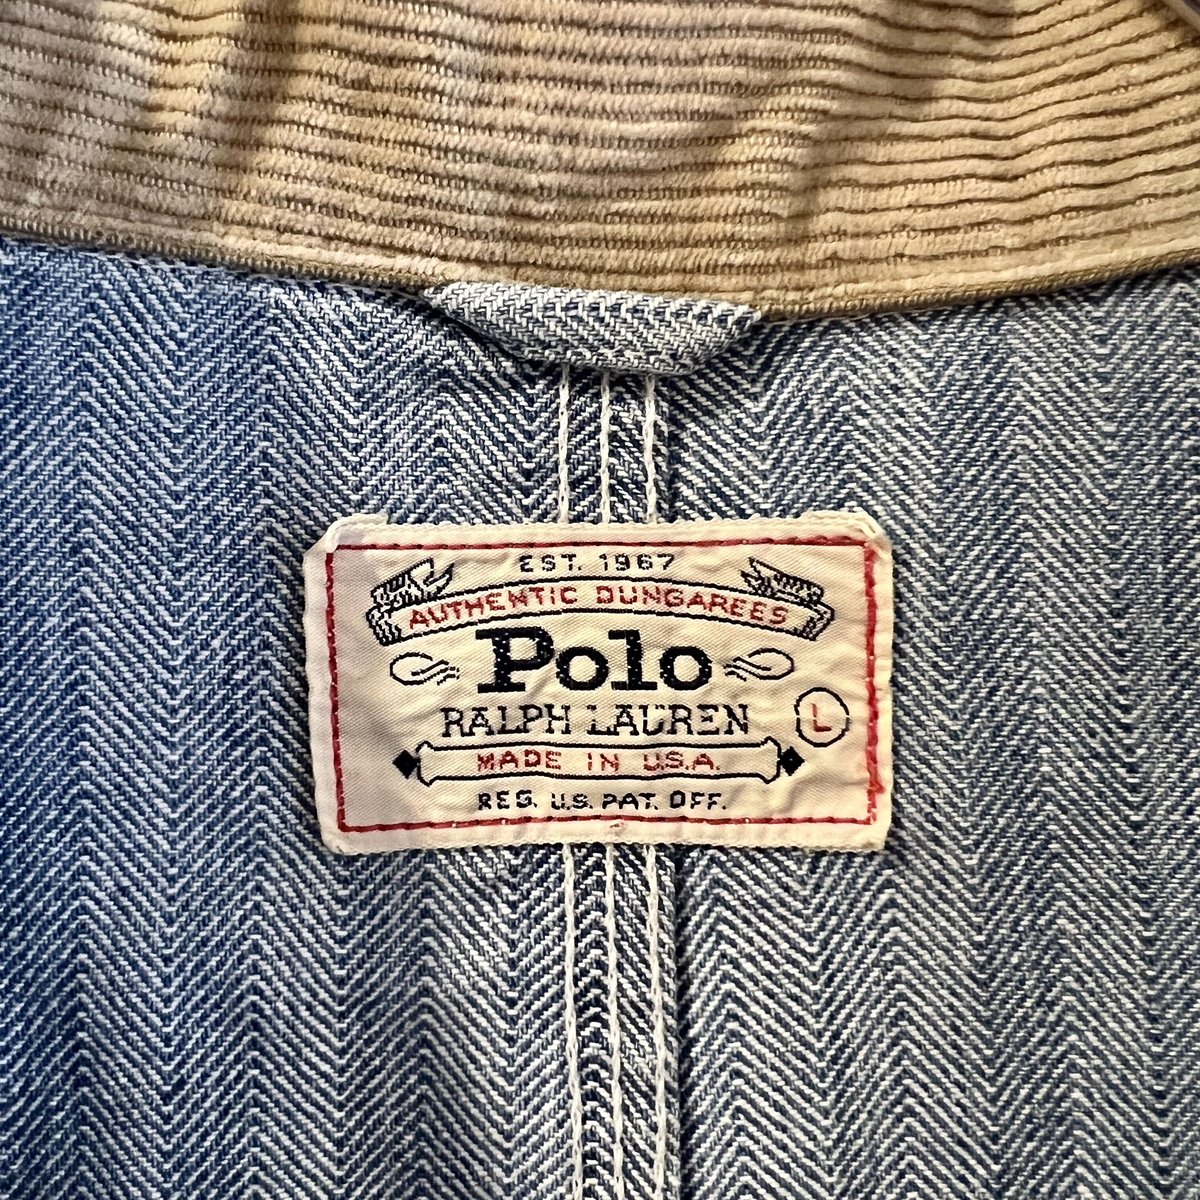 EST. 1967
AUTHENTIC DUNGAREES
Polo
RALPH LAUREN
L
MADE IN U.S.A.
REG. U.S. PAT. OFF.